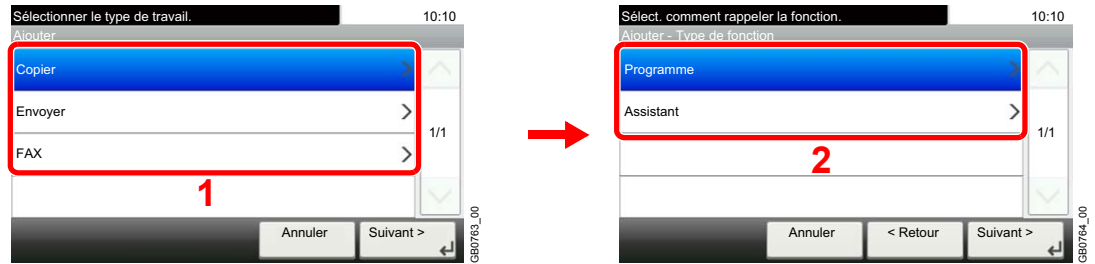 Sélectionner le type de travail.
10:10
Ajouter
Copier
Envoyer
FAX
1/1
1
Annuler
Suivant >
GB0763_00
Sélect. comment rappeler la fonction.
10:10
Ajouter - Type de fonction
Programme
Assistant
1/1
2
Annuler
< Retour
Suivant >
GB0764_00